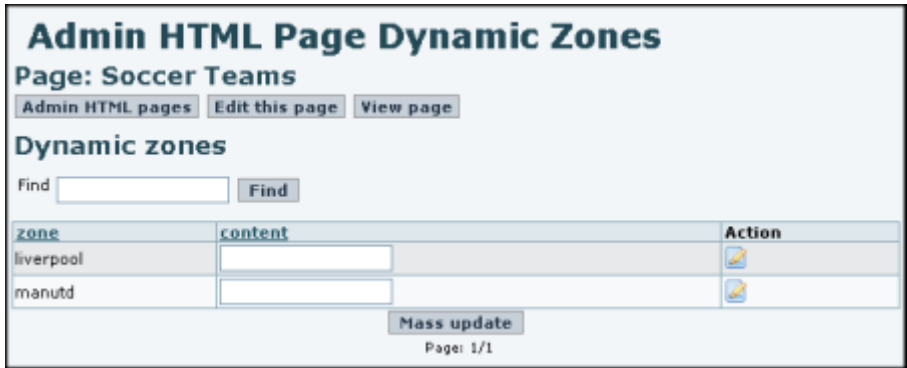 Admin HTML Page Dynamic Zones
Page: Soccer Teams
Admin HTML pages Edit this page View page
Dynamic zones
Find Find
zone content Action
liverpool
manutd
Mass update
Page: 1/1